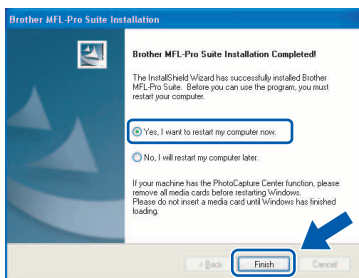 Brother MFL-Pro Suite Installation
Brother MFL-Pro Suite Installation Completed!
The InstallShield Wizard has successfully installed Brother
MFL-Pro Suite. Before you can use the program, you must
restart your computer.
Yes, I want to restart my computer now.
No, I will restart my computer later.
If your machine has the PhotoCapture Center function, please
remove all media cards before restarting Windows.
Please do not insert a media card until Windows has finished
loading.
< Back Finish Cancel